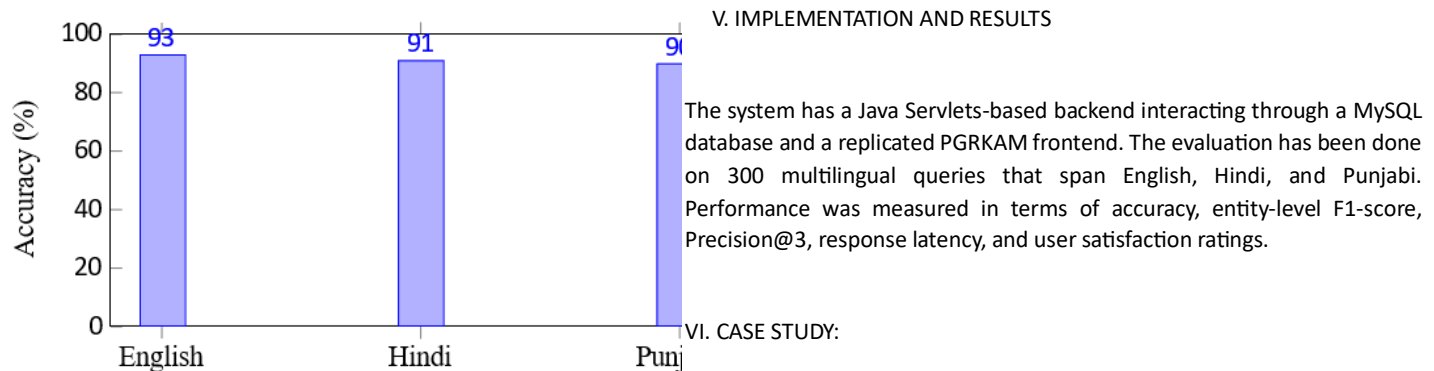 100
80
60
40
20
0
Accuracy (%)
93
91
English
Hindi
V. IMPLEMENTATION AND RESULTS
The system has a Java Servlets-based backend interacting through a MySQL
database and a replicated PGRKAM frontend. The evaluation has been done
on 300 multilingual queries that span English, Hindi, and Punjabi.
Performance was measured in terms of accuracy, entity-level F1-score,
Precision@3, response latency, and user satisfaction ratings.
VI. CASE STUDY: